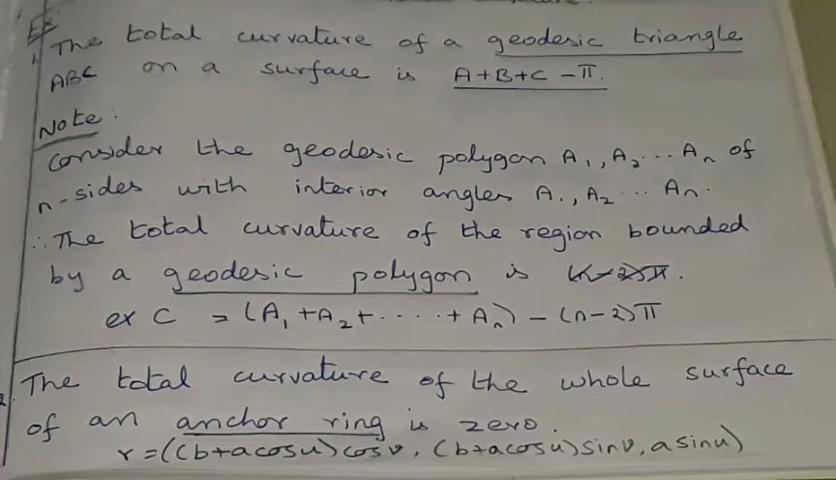 Ex:
1, The total curvature of a geodesic triangle
ABC on a surface is A+B+C -π.
Note:
Consider the geodesic polygon A₁, A₂... Aₙ of
n-sides with interior angles A₁, A₂ ... Aₙ.
∴ The total curvature of the region bounded
by a geodesic polygon is
ex C = (A₁ +A₂ + ..... + Aₙ) - (n-2)π
2. The total curvature of the whole surface
of an anchor ring is zero.
r = ((b+a cos u) cos v, (b+a cos u) sin v, a sin u)